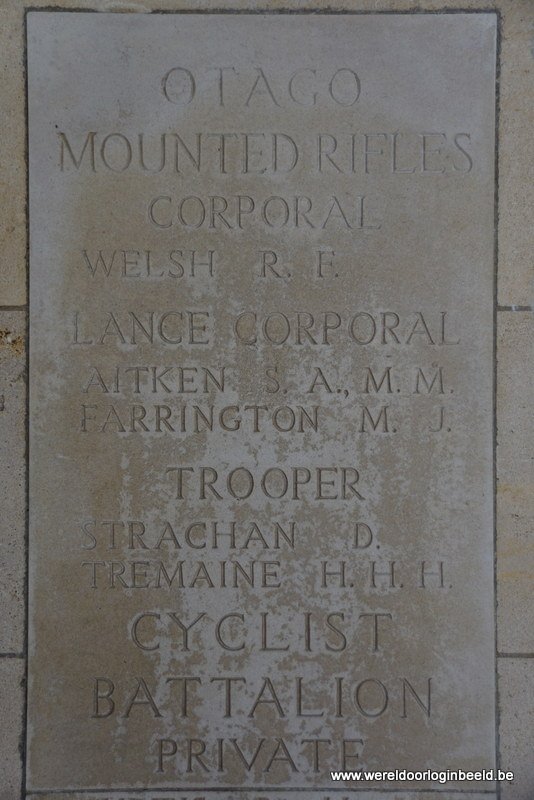 OTAGO
MOUNTED RIFLES
CORPORAL
WELSH R. F.
LANCE CORPORAL
AITKEN S. A., M. M.
FARRINGTON M. J.
TROOPER
STRACHAN D.
TREMAINE H. H. H.
CYCLIST
BATTALION
PRIVATE
www.wereldoorloginbeeld.be